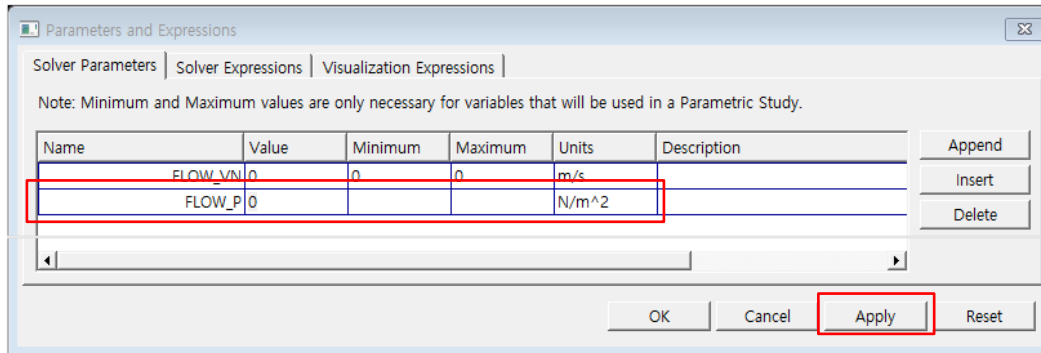 Parameters and Expressions
Solver Parameters Solver Expressions Visualization Expressions
Note: Minimum and Maximum values are only necessary for variables that will be used in a Parametric Study.
Name Value Minimum Maximum Units Description Append
FLOW_VN 0 0 0 m/s Insert
FLOW_P 0 N/m^2 Delete
OK Cancel Apply Reset